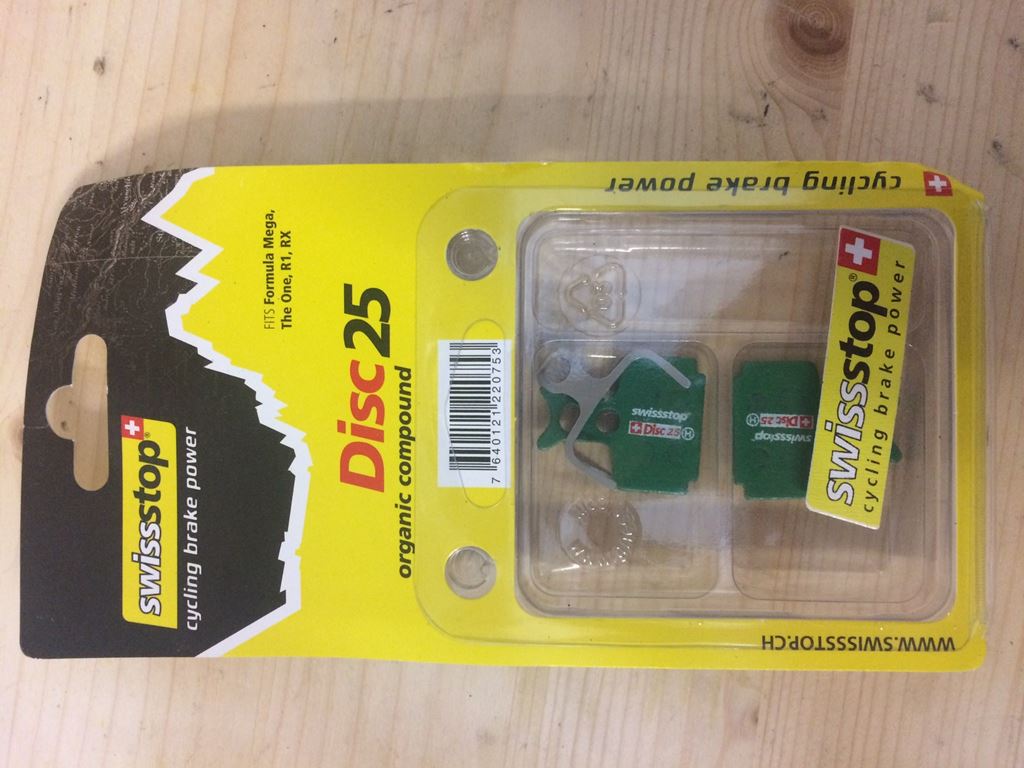 swissstop®
cycling brake power
FITS Formula Mega,
The One, R1, RX
Disc25
organic compound
7 640121 220753
swissstop
Disc 25
H
swissstop
Disc 25
H
swissstop®
cycling brake power
cycling brake power
WWW.SWISSSTOP.CH